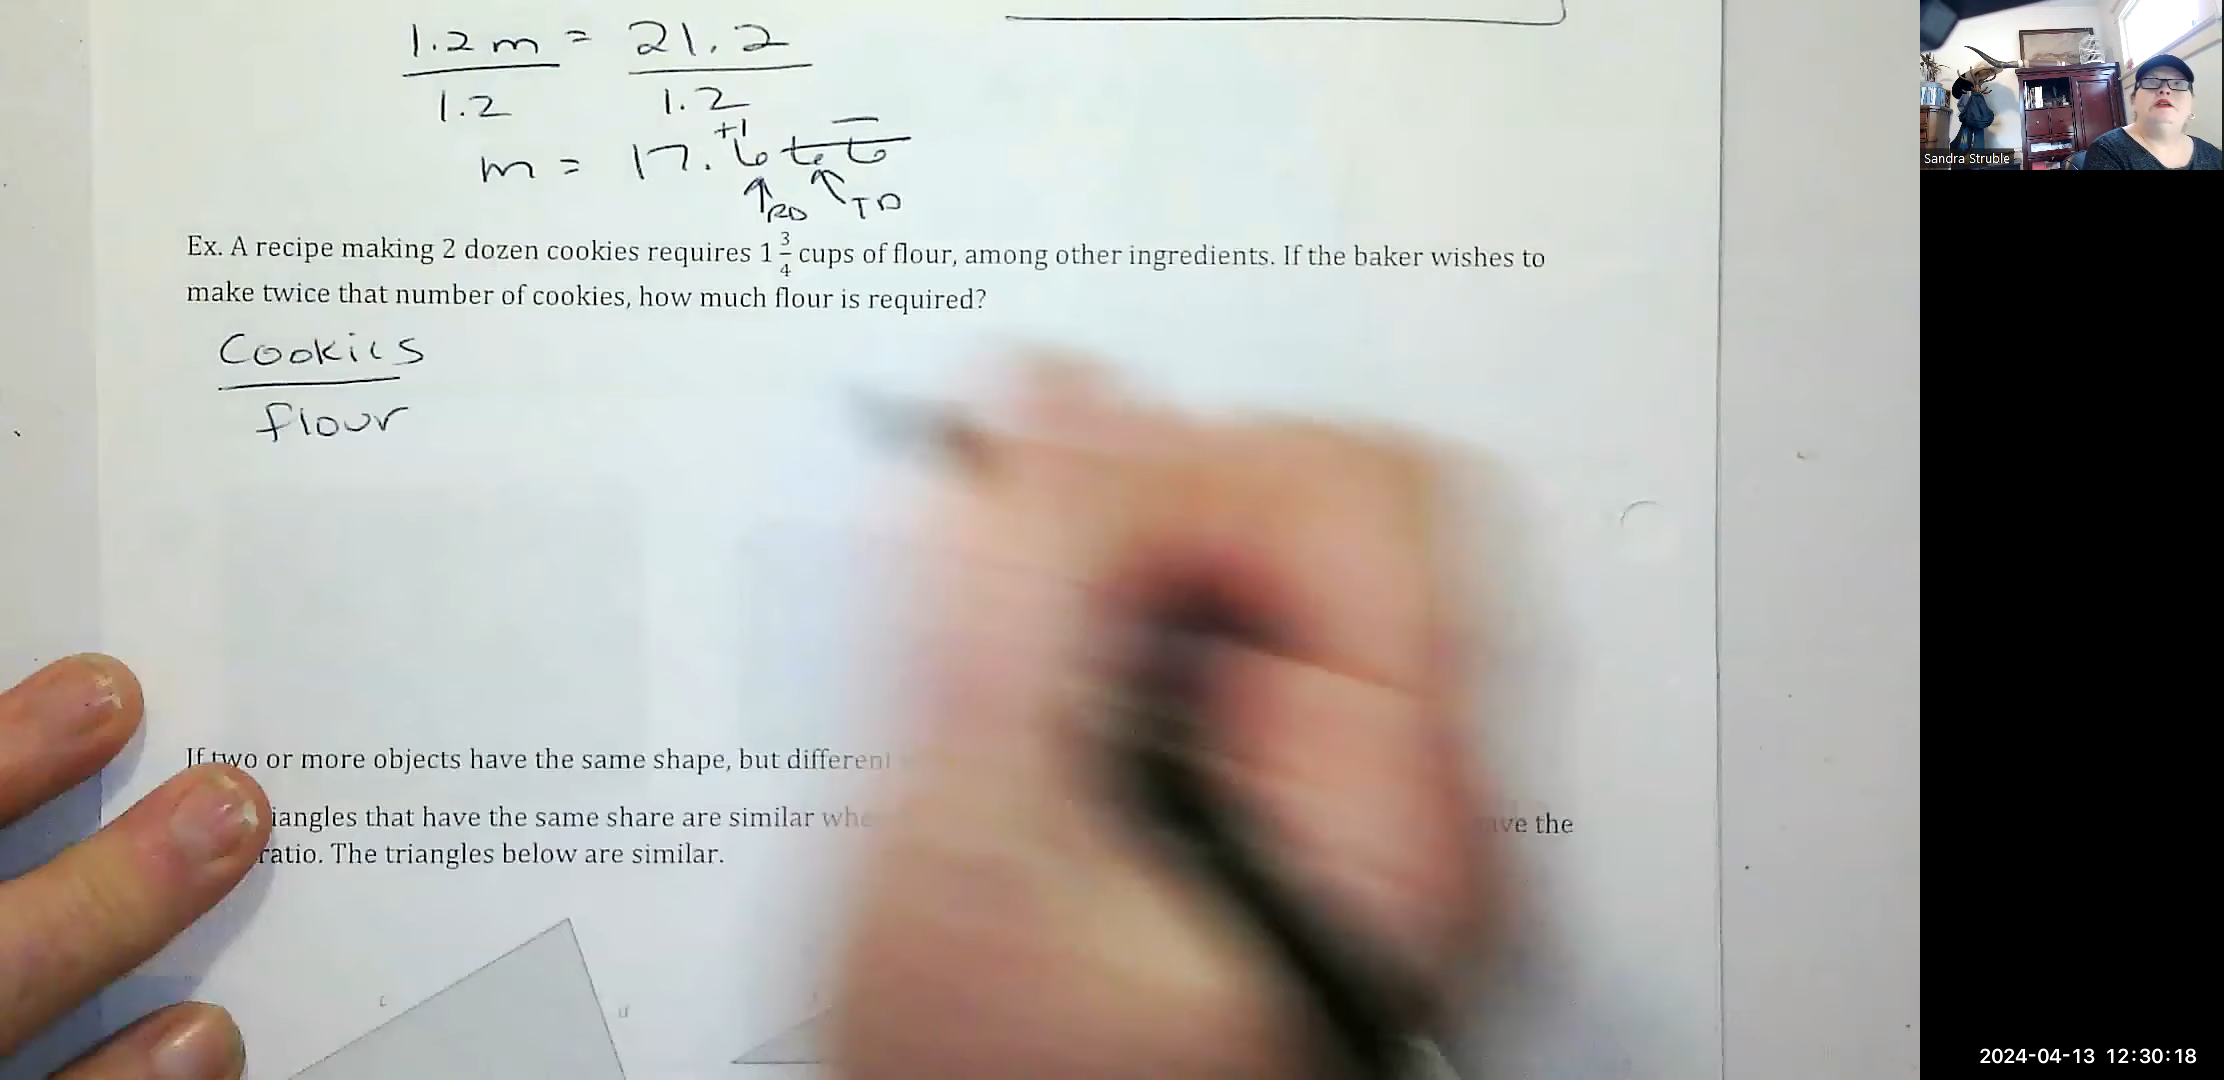 1.2 m = 21.2
1.2 1.2
+1
m = 17.6 6 6
RD TD
Ex. A recipe making 2 dozen cookies requires 1 3/4 cups of flour, among other ingredients. If the baker wishes to
make twice that number of cookies, how much flour is required?
Cookies
flour
If two or more objects have the same shape, but different
iangles that have the same share are similar whe ve the
ratio. The triangles below are similar.
Sandra Struble
2024-04-13 12:30:18